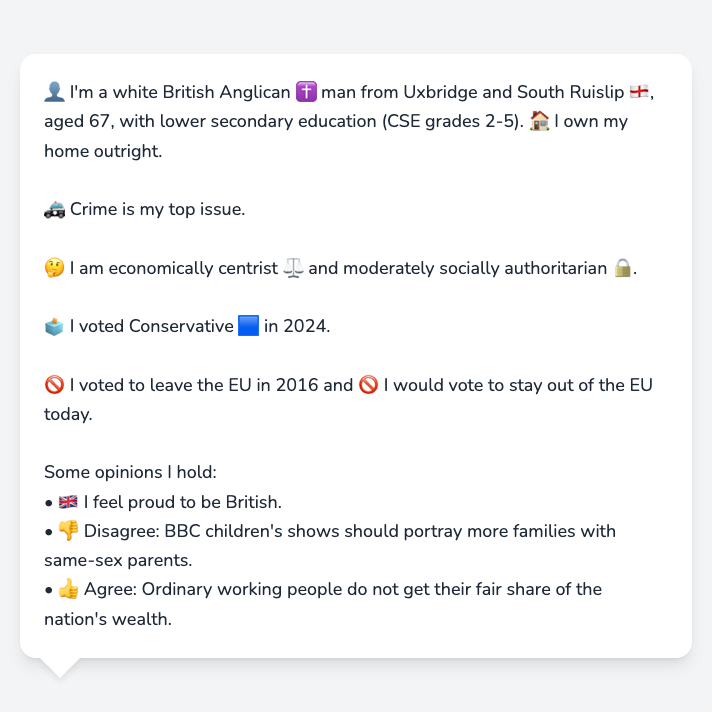 👤 I'm a white British Anglican ✝️ man from Uxbridge and South Ruislip 🏴󠁧󠁢󠁥󠁮󠁧󠁿,
aged 67, with lower secondary education (CSE grades 2-5). 🏠 I own my
home outright.
🚓 Crime is my top issue.
🤔 I am economically centrist ⚖️ and moderately socially authoritarian 🔒.
🗳️ I voted Conservative 🟦 in 2024.
🚫 I voted to leave the EU in 2016 and 🚫 I would vote to stay out of the EU
today.
Some opinions I hold:
• 🇬🇧 I feel proud to be British.
• 👎 Disagree: BBC children's shows should portray more families with
same-sex parents.
• 👍 Agree: Ordinary working people do not get their fair share of the
nation's wealth.